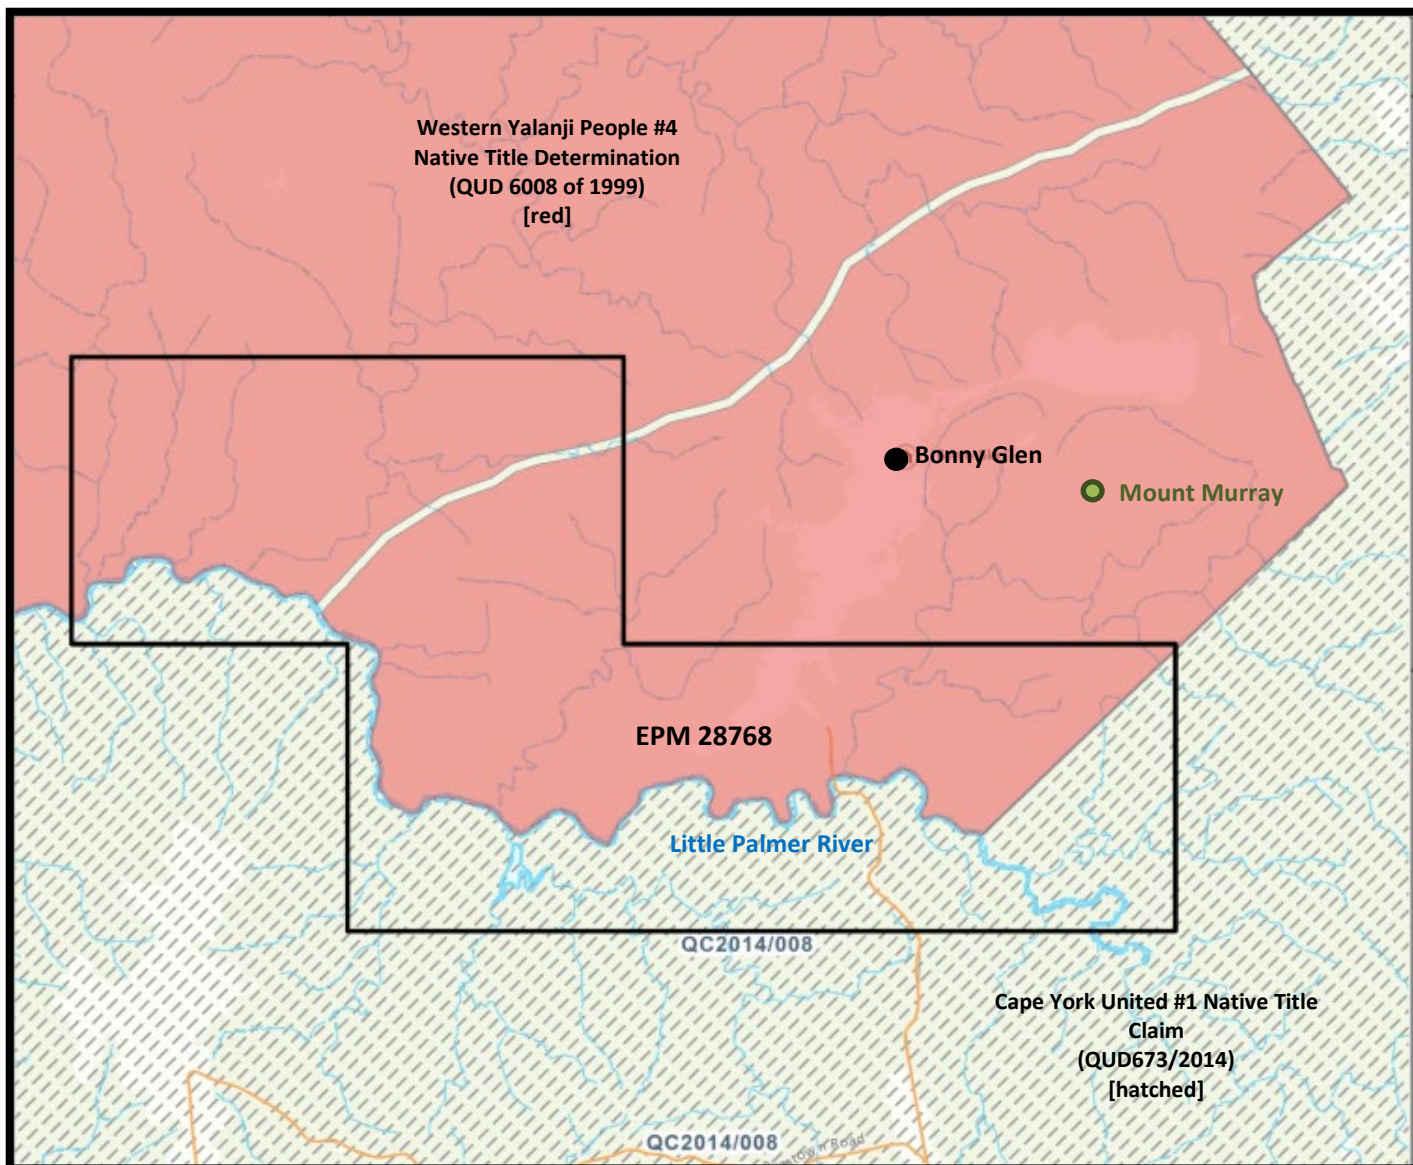 Western Yalanji People #4
Native Title Determination
(QUD 6008 of 1999)
[red]
Bonny Glen
Mount Murray
EPM 28768
Little Palmer River
QC2014/008
Cape York United #1 Native Title
Claim
(QUD673/2014)
[hatched]
QC2014/008
Road